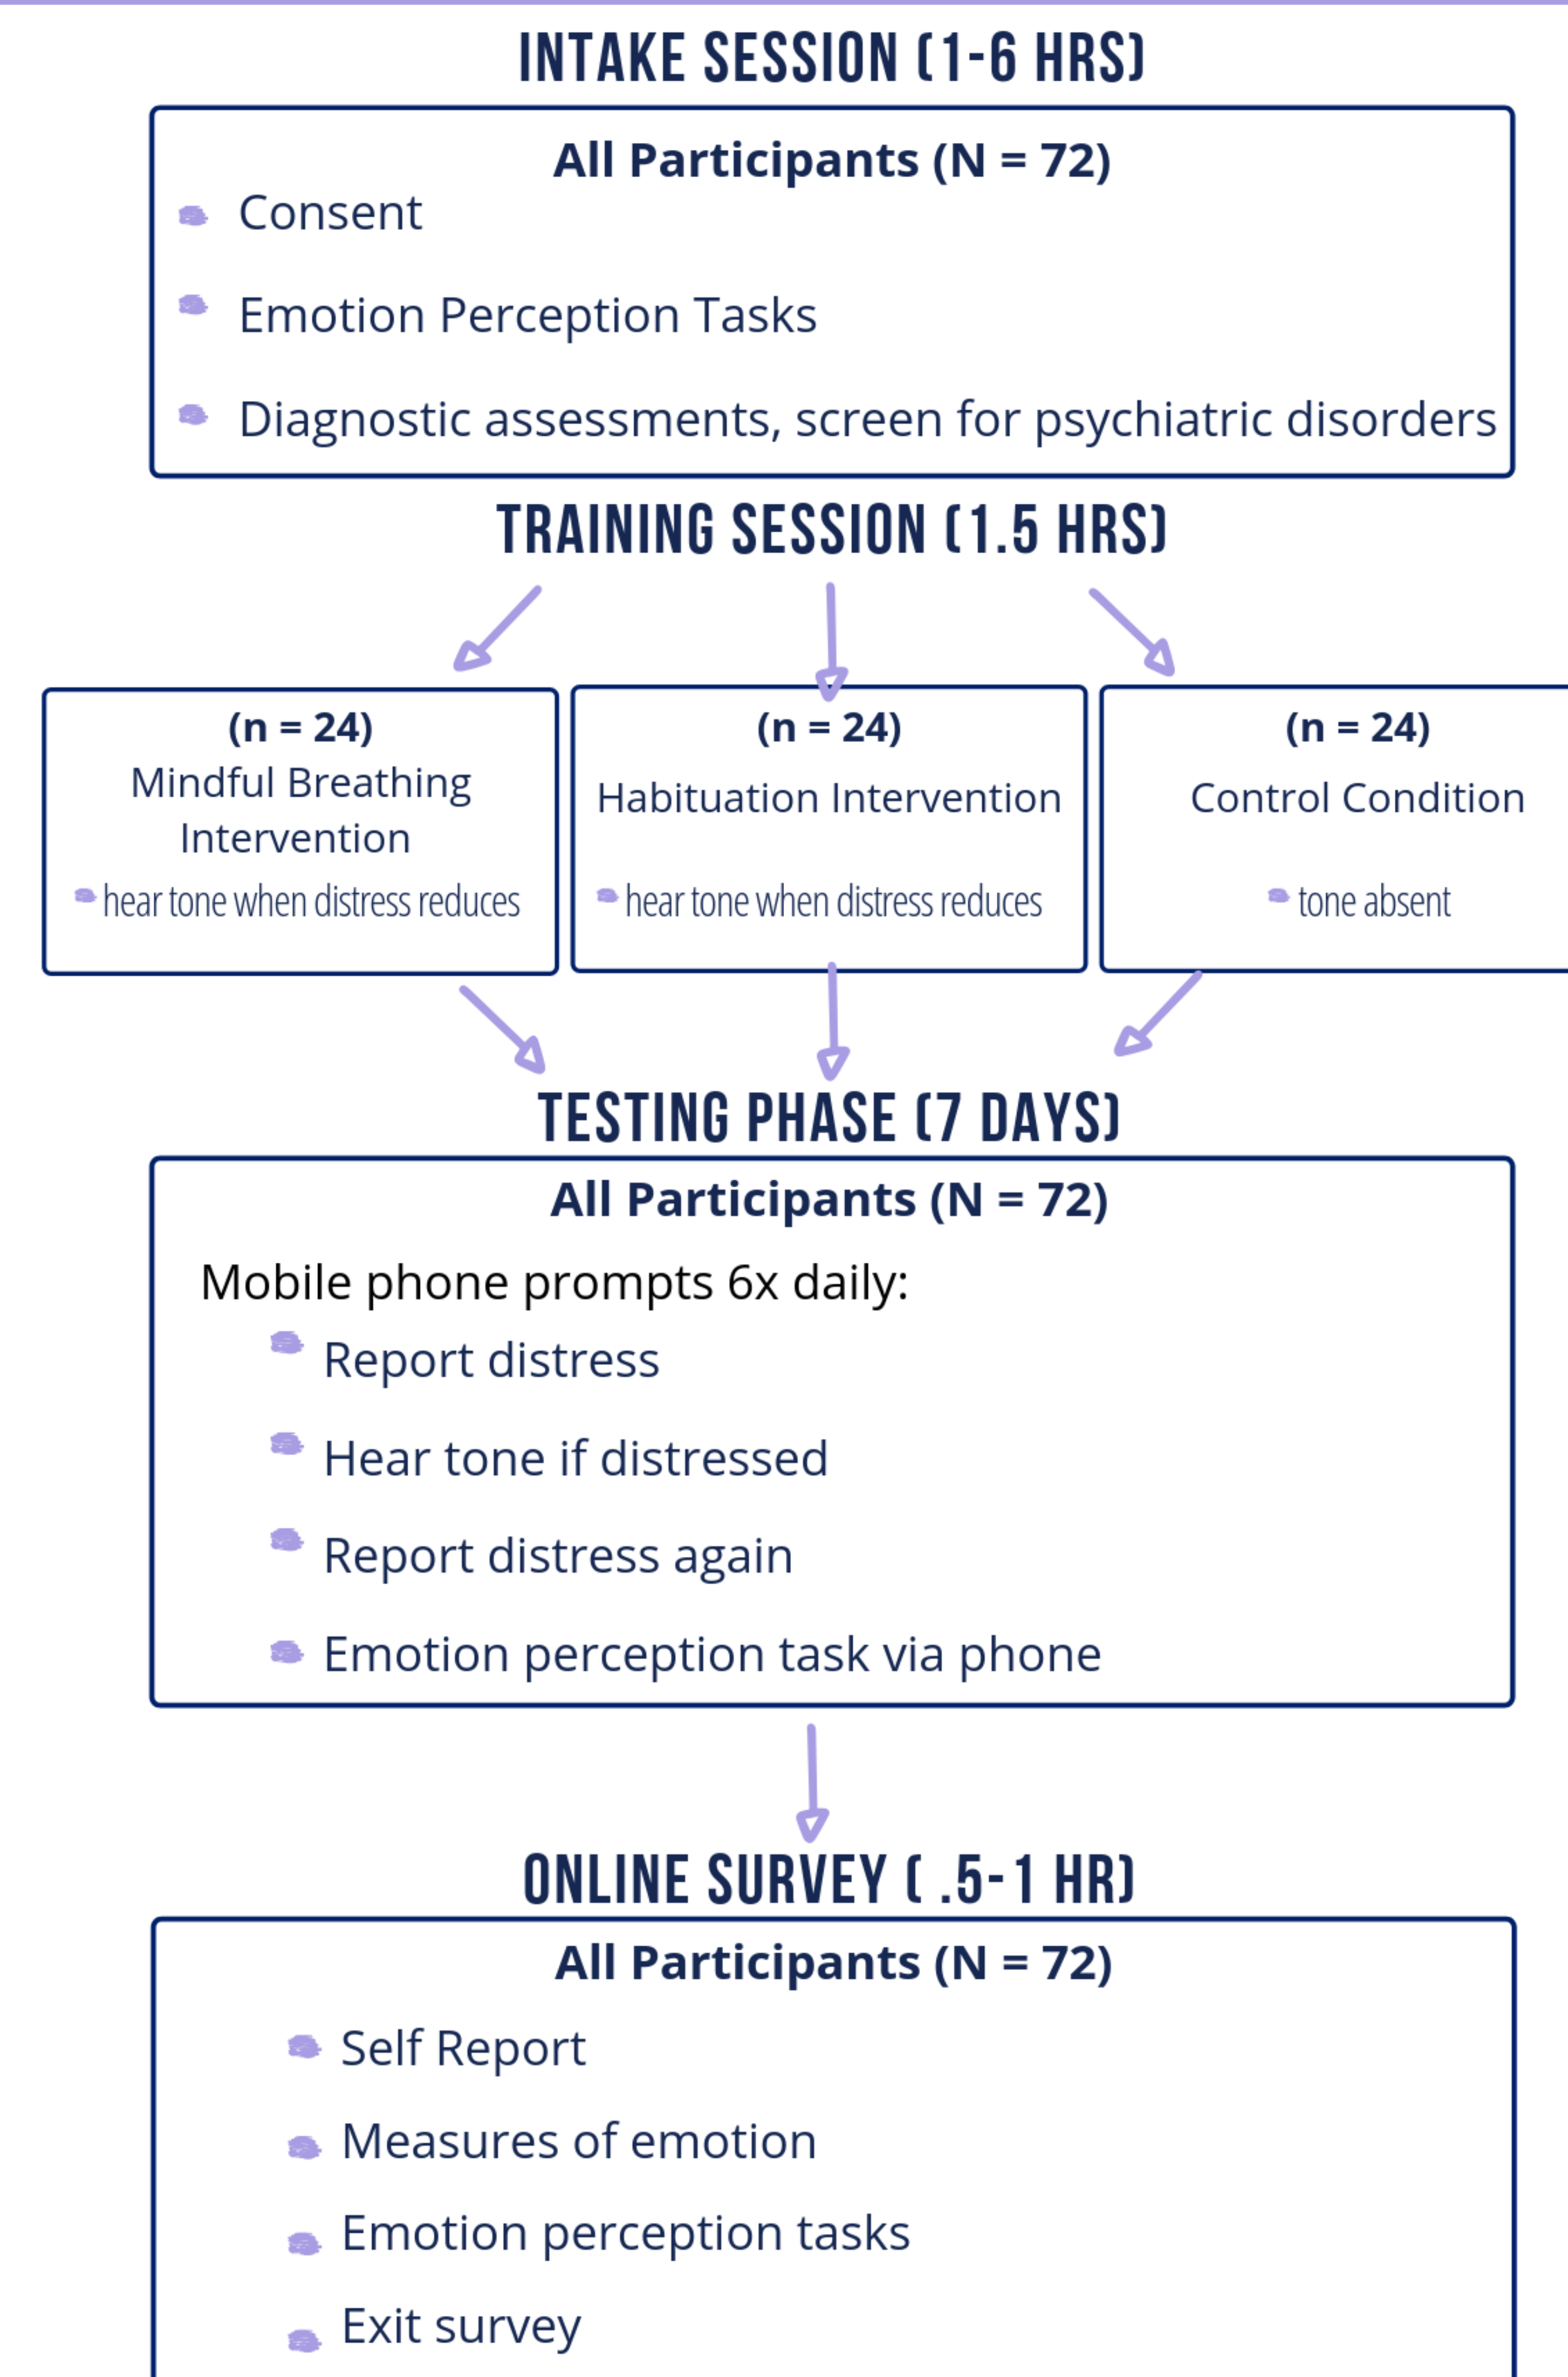 INTAKE SESSION (1-6 HRS)
All Participants (N = 72)
Consent
Emotion Perception Tasks
Diagnostic assessments, screen for psychiatric disorders
TRAINING SESSION (1.5 HRS)
(n = 24)
Mindful Breathing
Intervention
hear tone when distress reduces
(n = 24)
Habituation Intervention
hear tone when distress reduces
(n = 24)
Control Condition
tone absent
TESTING PHASE (7 DAYS)
All Participants (N = 72)
Mobile phone prompts 6x daily:
Report distress
Hear tone if distressed
Report distress again
Emotion perception task via phone
ONLINE SURVEY ( .5-1 HR)
All Participants (N = 72)
Self Report
Measures of emotion
Emotion perception tasks
Exit survey